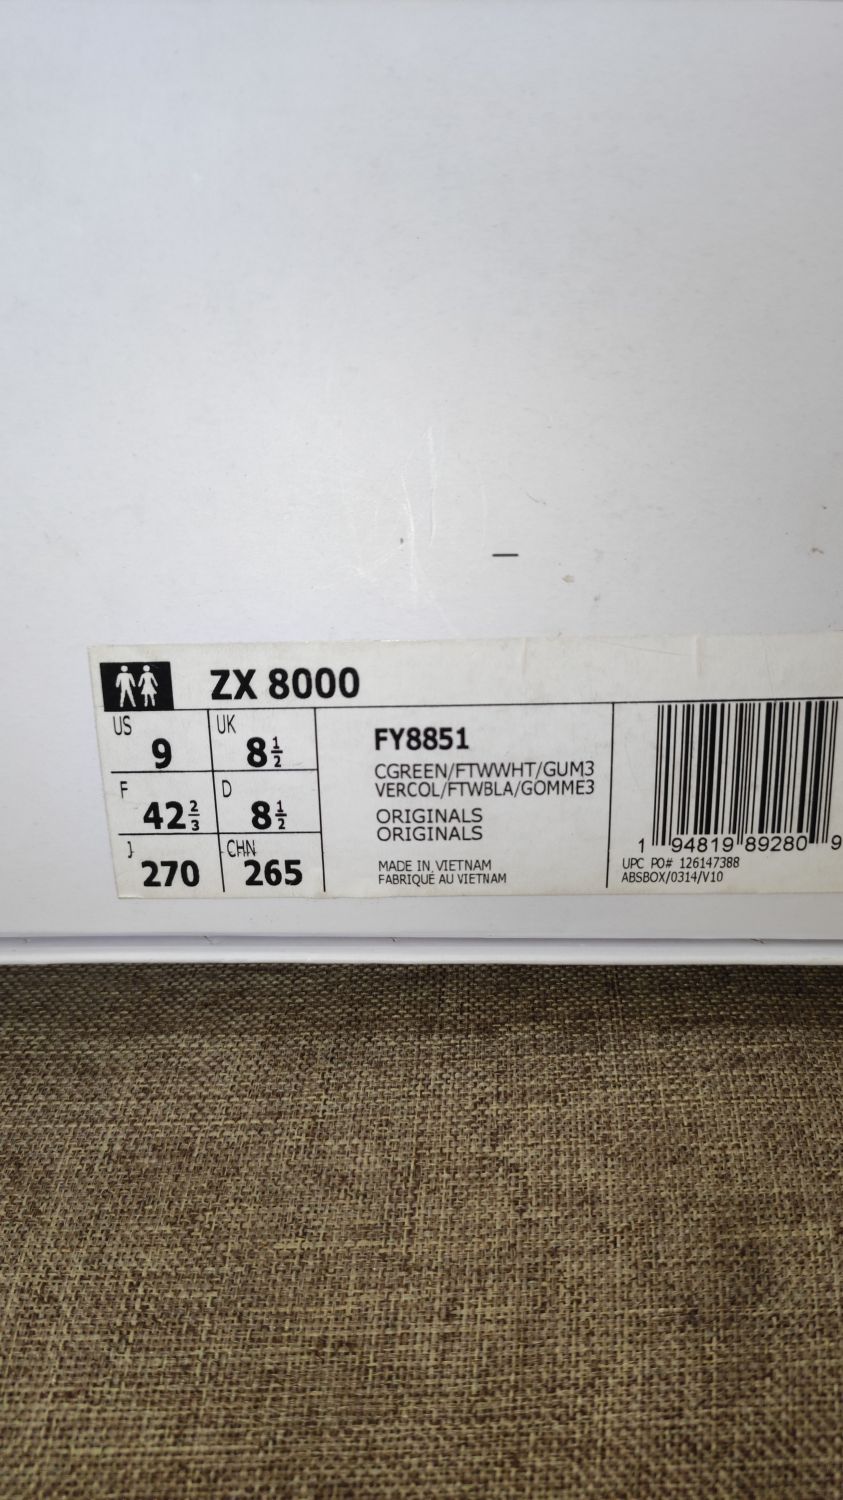 ZX 8000
US 9 UK 8½
F 42⅔ D 8½
J 270 CHN 265
FY8851
CGREEN/FTWWHT/GUM3
VERCOL/FTWBLA/GOMME3
ORIGINALS
ORIGINALS
MADE IN VIETNAM
FABRIQUÉ AU VIETNAM
1 94819 89280 9
UPC PO# 126147388
ABSBOX/0314/V10